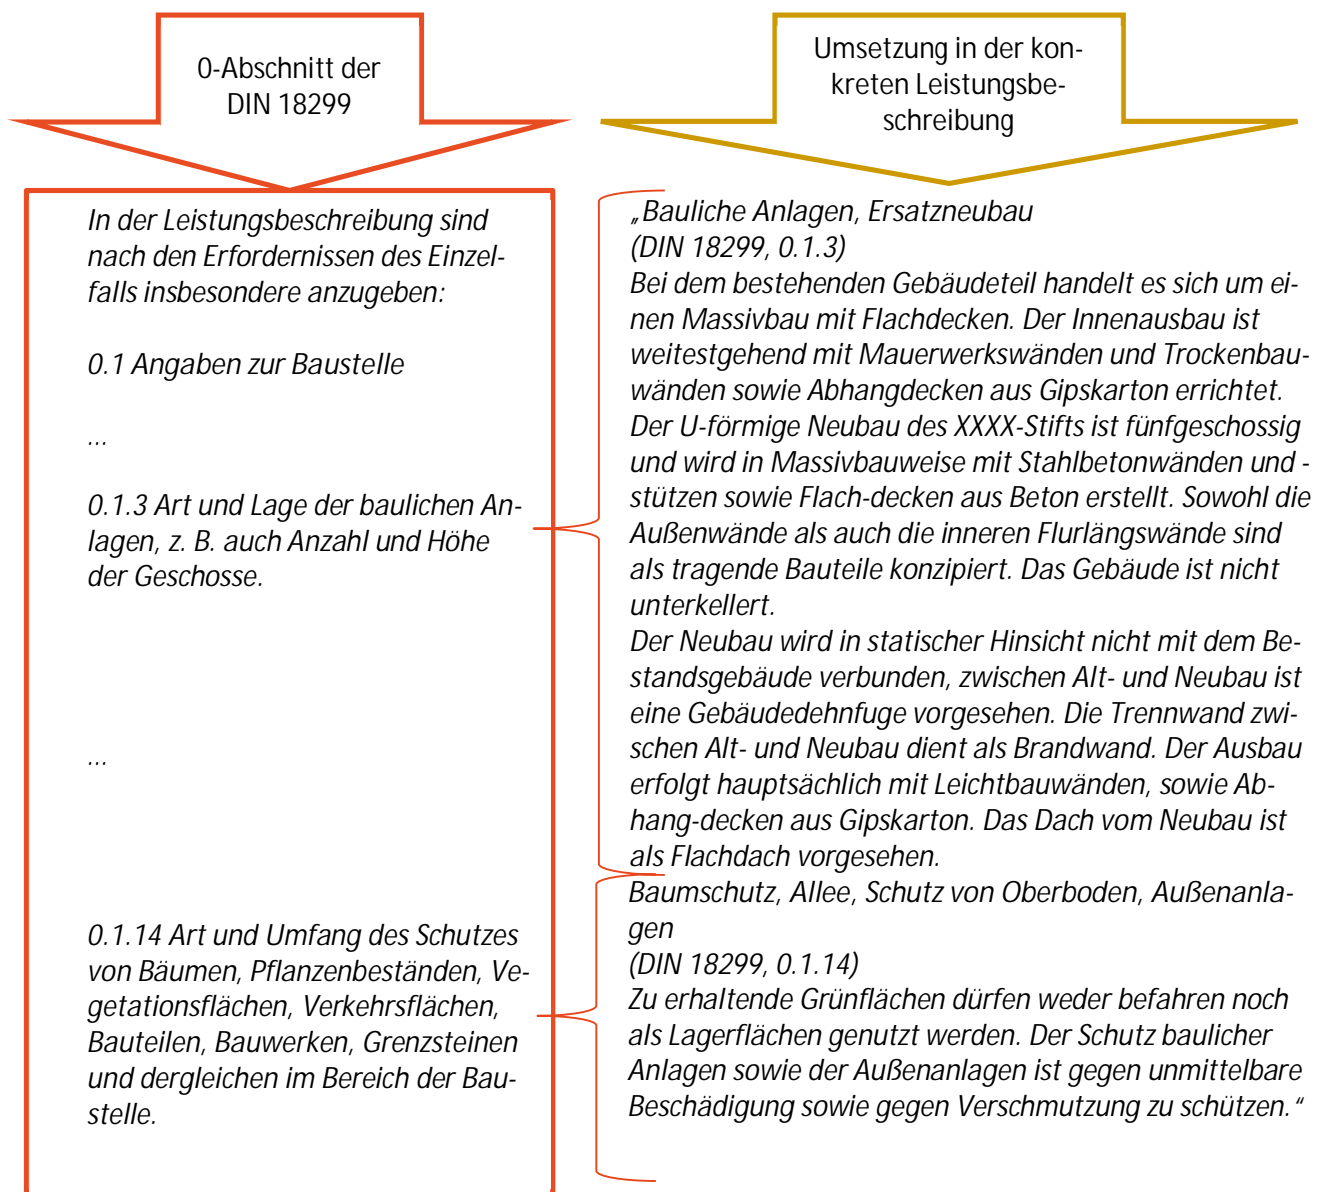 0-Abschnitt der
DIN 18299
Umsetzung in der kon-
kreten Leistungsbe-
schreibung
In der Leistungsbeschreibung sind
nach den Erfordernissen des Einzel-
falls insbesondere anzugeben:
0.1 Angaben zur Baustelle
...
0.1.3 Art und Lage der baulichen An-
lagen, z. B. auch Anzahl und Höhe
der Geschosse.
...
0.1.14 Art und Umfang des Schutzes
von Bäumen, Pflanzenbeständen, Ve-
getationsflächen, Verkehrsflächen,
Bauteilen, Bauwerken, Grenzsteinen
und dergleichen im Bereich der Bau-
stelle.
„Bauliche Anlagen, Ersatzneubau
(DIN 18299, 0.1.3)
Bei dem bestehenden Gebäudeteil handelt es sich um ei-
nen Massivbau mit Flachdecken. Der Innenausbau ist
weitestgehend mit Mauerwerkswänden und Trockenbau-
wänden sowie Abhangdecken aus Gipskarton errichtet.
Der U-förmige Neubau des XXXX-Stifts ist fünfgeschossig
und wird in Massivbauweise mit Stahlbetonwänden und -
stützen sowie Flach-decken aus Beton erstellt. Sowohl die
Außenwände als auch die inneren Flurlängswände sind
als tragende Bauteile konzipiert. Das Gebäude ist nicht
unterkellert.
Der Neubau wird in statischer Hinsicht nicht mit dem Be-
standsgebäude verbunden, zwischen Alt- und Neubau ist
eine Gebäudedehnfuge vorgesehen. Die Trennwand zwi-
schen Alt- und Neubau dient als Brandwand. Der Ausbau
erfolgt hauptsächlich mit Leichtbauwänden, sowie Ab-
hang-decken aus Gipskarton. Das Dach vom Neubau ist
als Flachdach vorgesehen.
Baumschutz, Allee, Schutz von Oberboden, Außenanla-
gen
(DIN 18299, 0.1.14)
Zu erhaltende Grünflächen dürfen weder befahren noch
als Lagerflächen genutzt werden. Der Schutz baulicher
Anlagen sowie der Außenanlagen ist gegen unmittelbare
Beschädigung sowie gegen Verschmutzung zu schützen.“